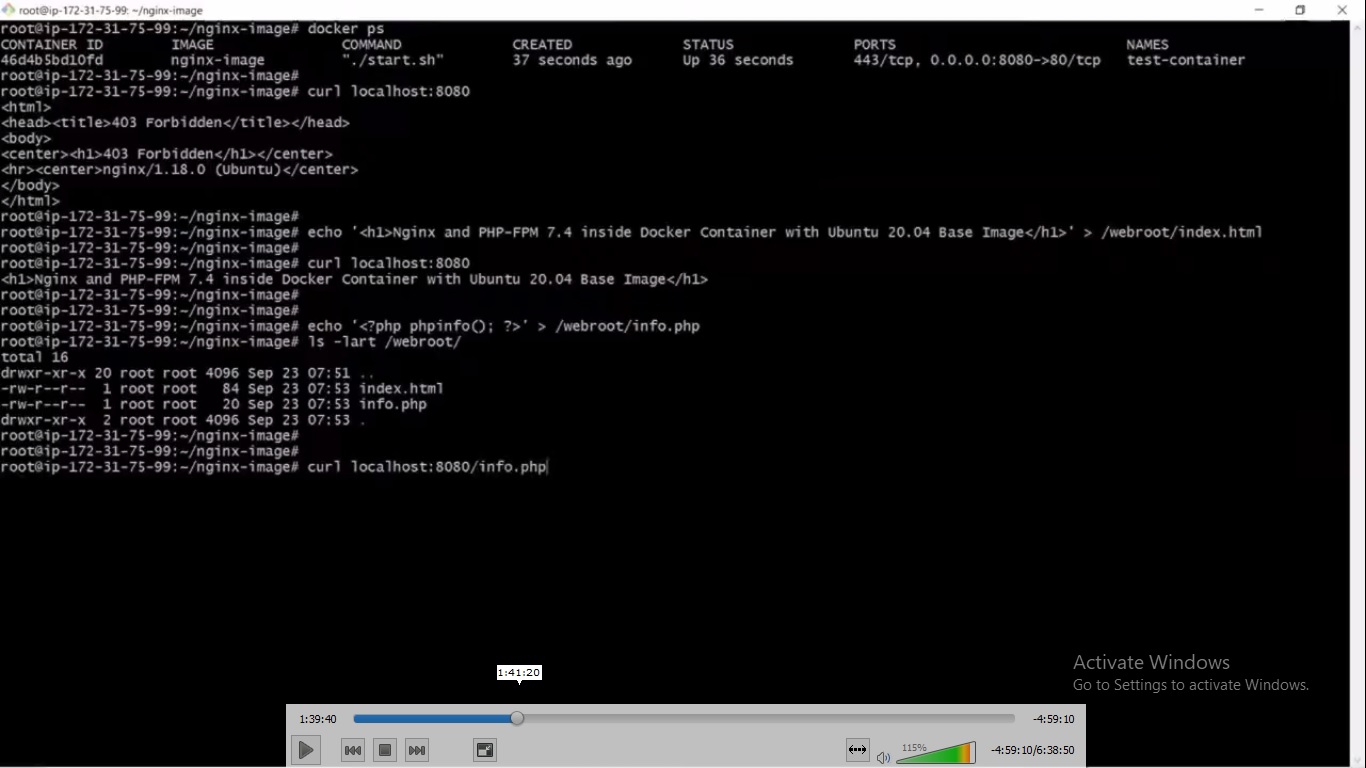 root@ip-172-31-75-99: ~/nginx-image
root@ip-172-31-75-99:~/nginx-image# docker ps
CONTAINER ID IMAGE COMMAND CREATED STATUS PORTS NAMES
46d4b5bd10fd nginx-image "./start.sh" 37 seconds ago Up 36 seconds 443/tcp, 0.0.0.0:8080->80/tcp test-container
root@ip-172-31-75-99:~/nginx-image#
root@ip-172-31-75-99:~/nginx-image# curl localhost:8080
<html>
<head><title>403 Forbidden</title></head>
<body>
<center><h1>403 Forbidden</h1></center>
<hr><center>nginx/1.18.0 (Ubuntu)</center>
</body>
</html>
root@ip-172-31-75-99:~/nginx-image#
root@ip-172-31-75-99:~/nginx-image# echo '<h1>Nginx and PHP-FPM 7.4 inside Docker Container with Ubuntu 20.04 Base Image</h1>' > /webroot/index.html
root@ip-172-31-75-99:~/nginx-image#
root@ip-172-31-75-99:~/nginx-image# curl localhost:8080
<h1>Nginx and PHP-FPM 7.4 inside Docker Container with Ubuntu 20.04 Base Image</h1>
root@ip-172-31-75-99:~/nginx-image#
root@ip-172-31-75-99:~/nginx-image#
root@ip-172-31-75-99:~/nginx-image# echo '<?php phpinfo(); ?>' > /webroot/info.php
root@ip-172-31-75-99:~/nginx-image# ls -lart /webroot/
total 16
drwxr-xr-x 20 root root 4096 Sep 23 07:51 ..
-rw-r--r-- 1 root root 84 Sep 23 07:53 index.html
-rw-r--r-- 1 root root 20 Sep 23 07:53 info.php
drwxr-xr-x 2 root root 4096 Sep 23 07:53 .
root@ip-172-31-75-99:~/nginx-image#
root@ip-172-31-75-99:~/nginx-image#
root@ip-172-31-75-99:~/nginx-image# curl localhost:8080/info.php
Activate Windows
Go to Settings to activate Windows.
1:41:20
1:39:40 -4:59:10
115% -4:59:10/6:38:50